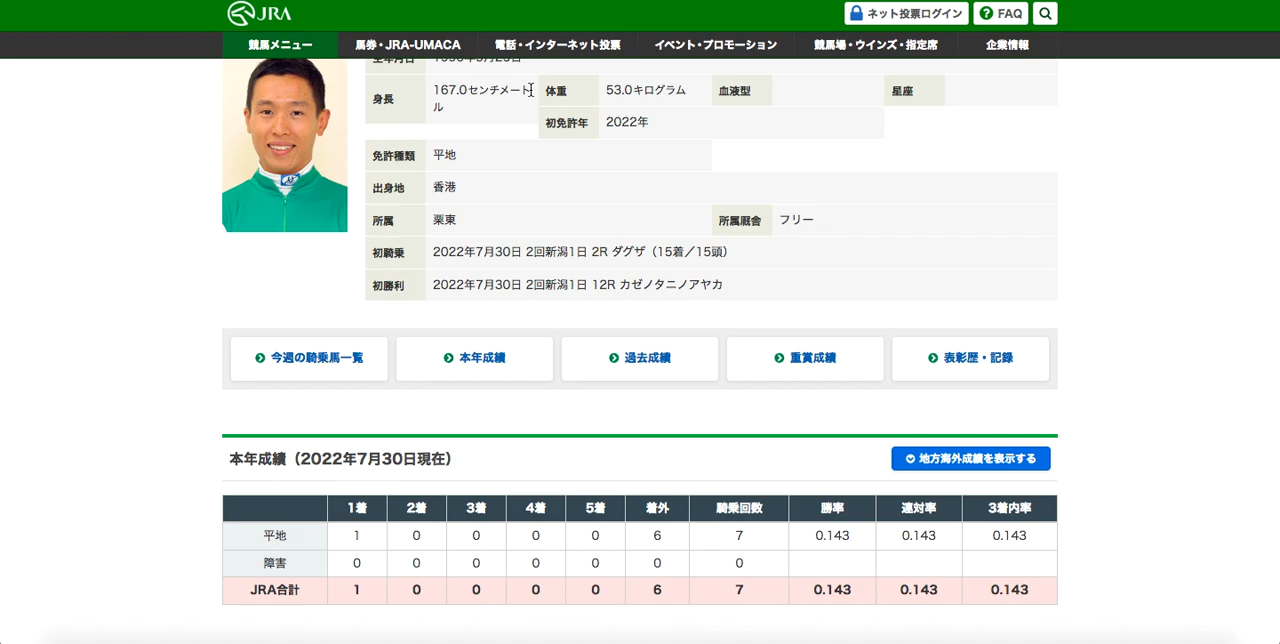 JRA
ネット投票ログイン
FAQ
競馬メニュー 馬券・JRA-UMACA 電話・インターネット投票 イベント・プロモーション 競馬場・ウインズ・指定席 企業情報
身長 167.0センチメートル 体重 53.0キログラム 血液型 星座
初免許年 2022年
免許種類 平地
出身地 香港
所属 栗東 所属厩舎 フリー
初騎乗 2022年7月30日 2回新潟1日 2R ダグザ（15着／15頭）
初勝利 2022年7月30日 2回新潟1日 12R カゼノタニノアヤカ
今週の騎乗馬一覧 本年成績 過去成績 重賞成績 表彰歴・記録
本年成績（2022年7月30日現在） 地方海外成績を表示する
1着 2着 3着 4着 5着 着外 騎乗回数 勝率 連対率 3着内率
平地 1 0 0 0 0 6 7 0.143 0.143 0.143
障害 0 0 0 0 0 0 0
JRA合計 1 0 0 0 0 6 7 0.143 0.143 0.143